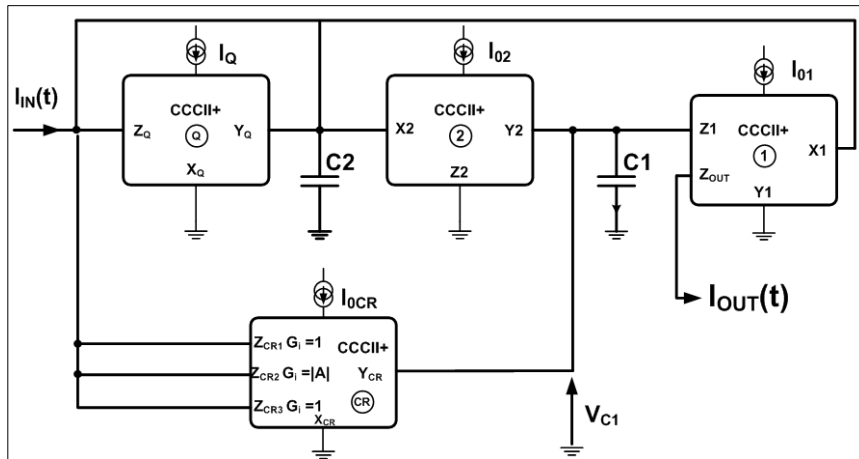 I_IN(t)
I_Q
I_02
I_01
CCCII+
Z_Q
Q
Y_Q
X_Q
C2
CCCII+
X2
2
Y2
Z2
C1
Z1
CCCII+
1
X1
Z_OUT
Y1
I_OUT(t)
I_0CR
Z_CR1 G_i =1
CCCII+
Z_CR2 G_i =|A|
Y_CR
Z_CR3 G_i =1
CR
X_CR
V_C1